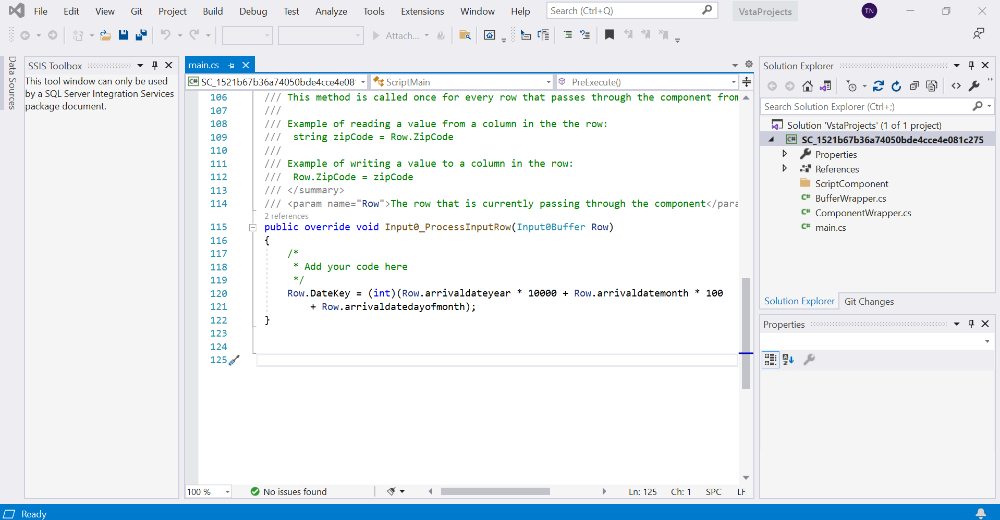 File Edit View Git Project Build Debug Test Analyze Tools Extensions Window Help Search (Ctrl+Q) VstaProjects TN
Attach...
Data Sources
SSIS Toolbox
This tool window can only be used
by a SQL Server Integration Services
package document.
main.cs
C# SC_1521b67b36a74050bde4cce4e08 ScriptMain PreExecute()
106 /// This method is called once for every row that passes through the component from
107 ///
108 /// Example of reading a value from a column in the the row:
109 ///  string zipCode = Row.ZipCode
110 ///
111 /// Example of writing a value to a column in the row:
112 ///  Row.ZipCode = zipCode
113 /// </summary>
114 /// <param name="Row">The row that is currently passing through the component</para
2 references
115 public override void Input0_ProcessInputRow(Input0Buffer Row)
116 {
117 /*
118 * Add your code here
119 */
120 Row.DateKey = (int)(Row.arrivaldateyear * 10000 + Row.arrivaldatemonth * 100
121 + Row.arrivaldatedayofmonth);
122 }
123
124
125
100 % No issues found Ln: 125 Ch: 1 SPC LF
Solution Explorer
Search Solution Explorer (Ctrl+;)
Solution 'VstaProjects' (1 of 1 project)
C# SC_1521b67b36a74050bde4cce4e081c275
Properties
References
ScriptComponent
C# BufferWrapper.cs
C# ComponentWrapper.cs
C# main.cs
Solution Explorer Git Changes
Properties
Ready